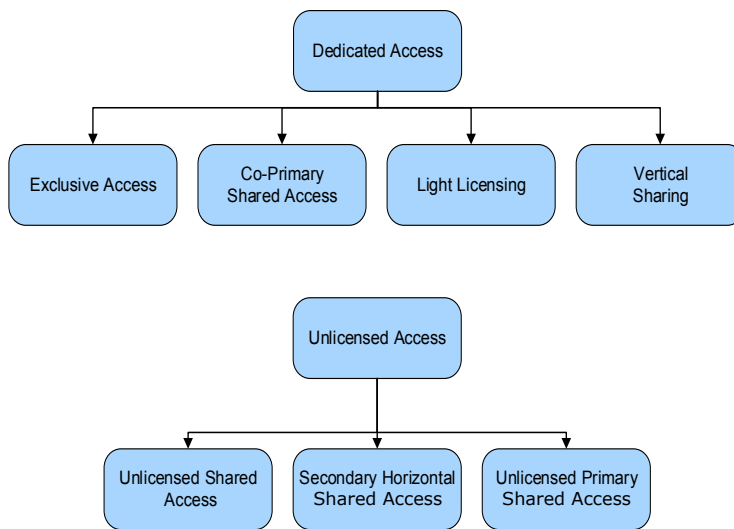 Dedicated Access
Exclusive Access
Co-Primary
Shared Access
Light Licensing
Vertical
Sharing
Unlicensed Access
Unlicensed Shared
Access
Secondary Horizontal
Shared Access
Unlicensed Primary
Shared Access